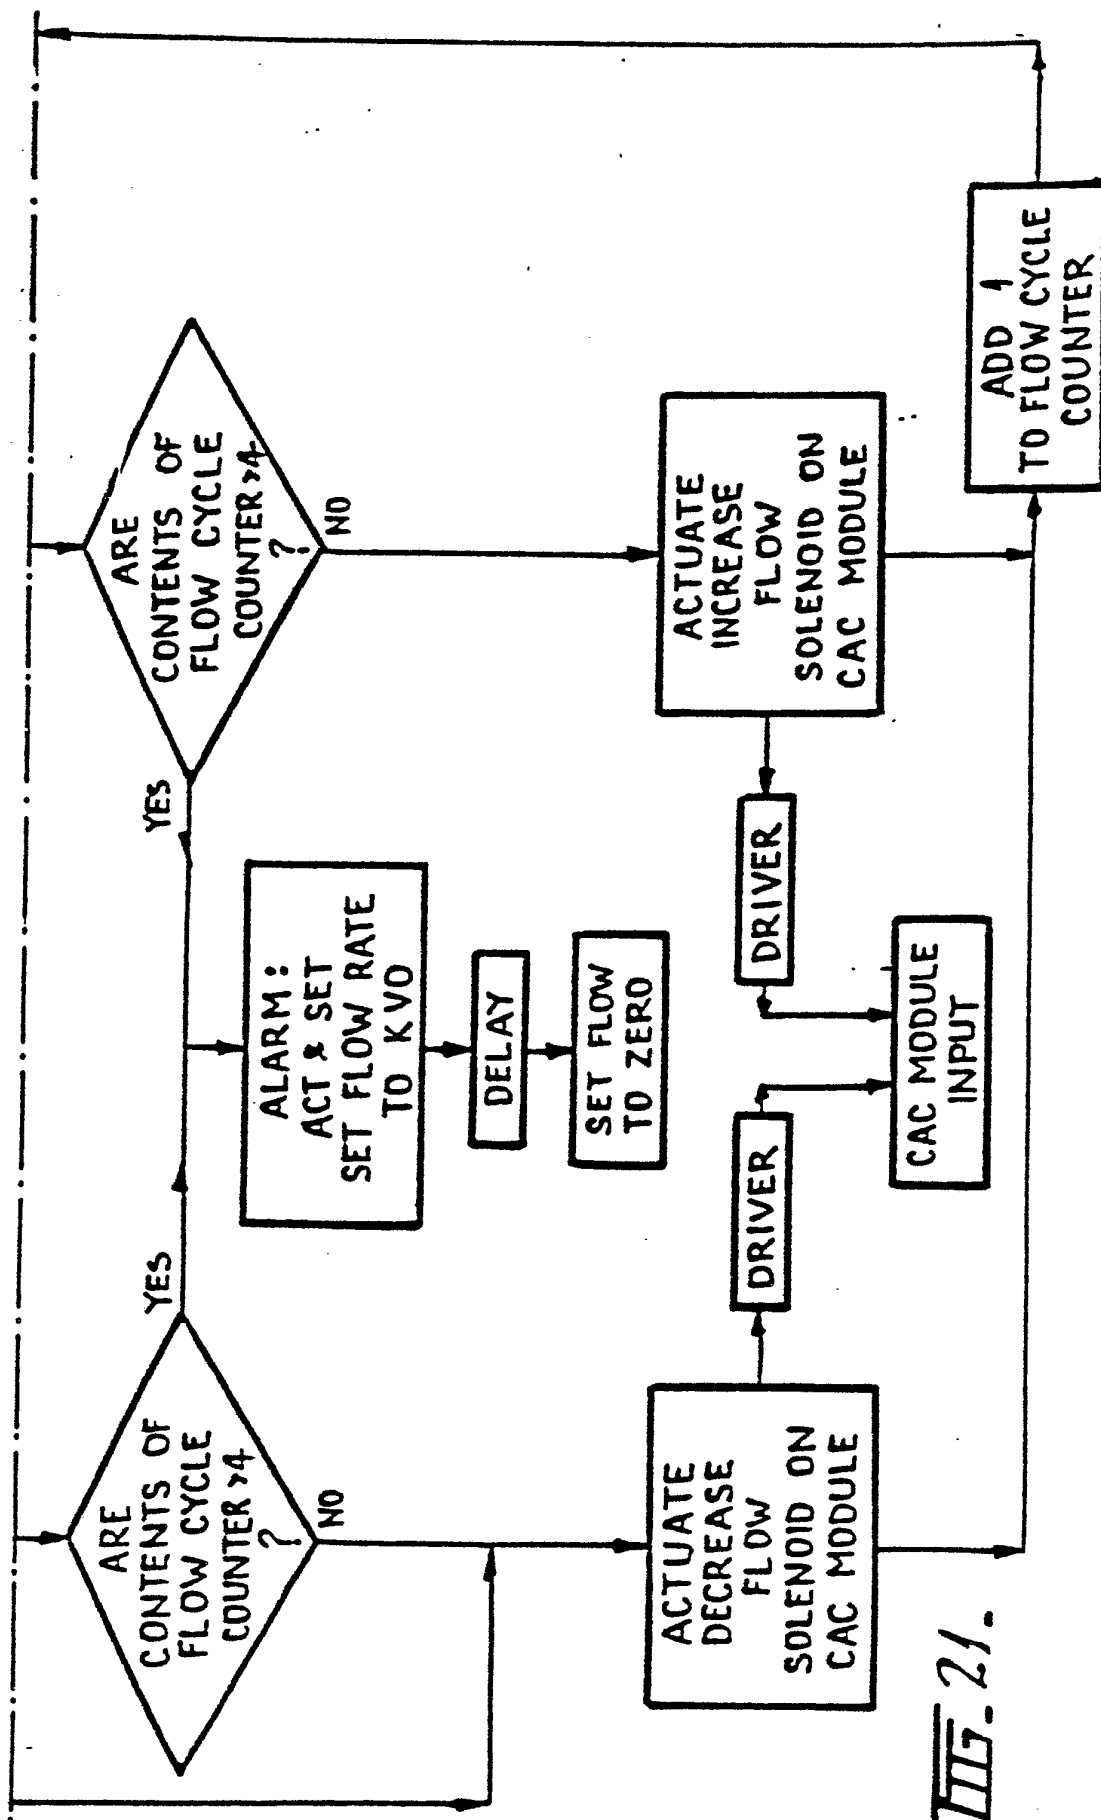 ARE
CONTENTS OF
FLOW CYCLE
COUNTER >4
?
YES
NO
ARE
CONTENTS OF
FLOW CYCLE
COUNTER >4
?
YES
NO
ALARM:
ACT & SET
SET FLOW RATE
TO KVO
DELAY
SET FLOW
TO ZERO
ACTUATE
DECREASE
FLOW
SOLENOID ON
CAC MODULE
DRIVER
DRIVER
ACTUATE
INCREASE
FLOW
SOLENOID ON
CAC MODULE
CAC MODULE
INPUT
ADD 1
TO FLOW CYCLE
COUNTER
FIG. 21.